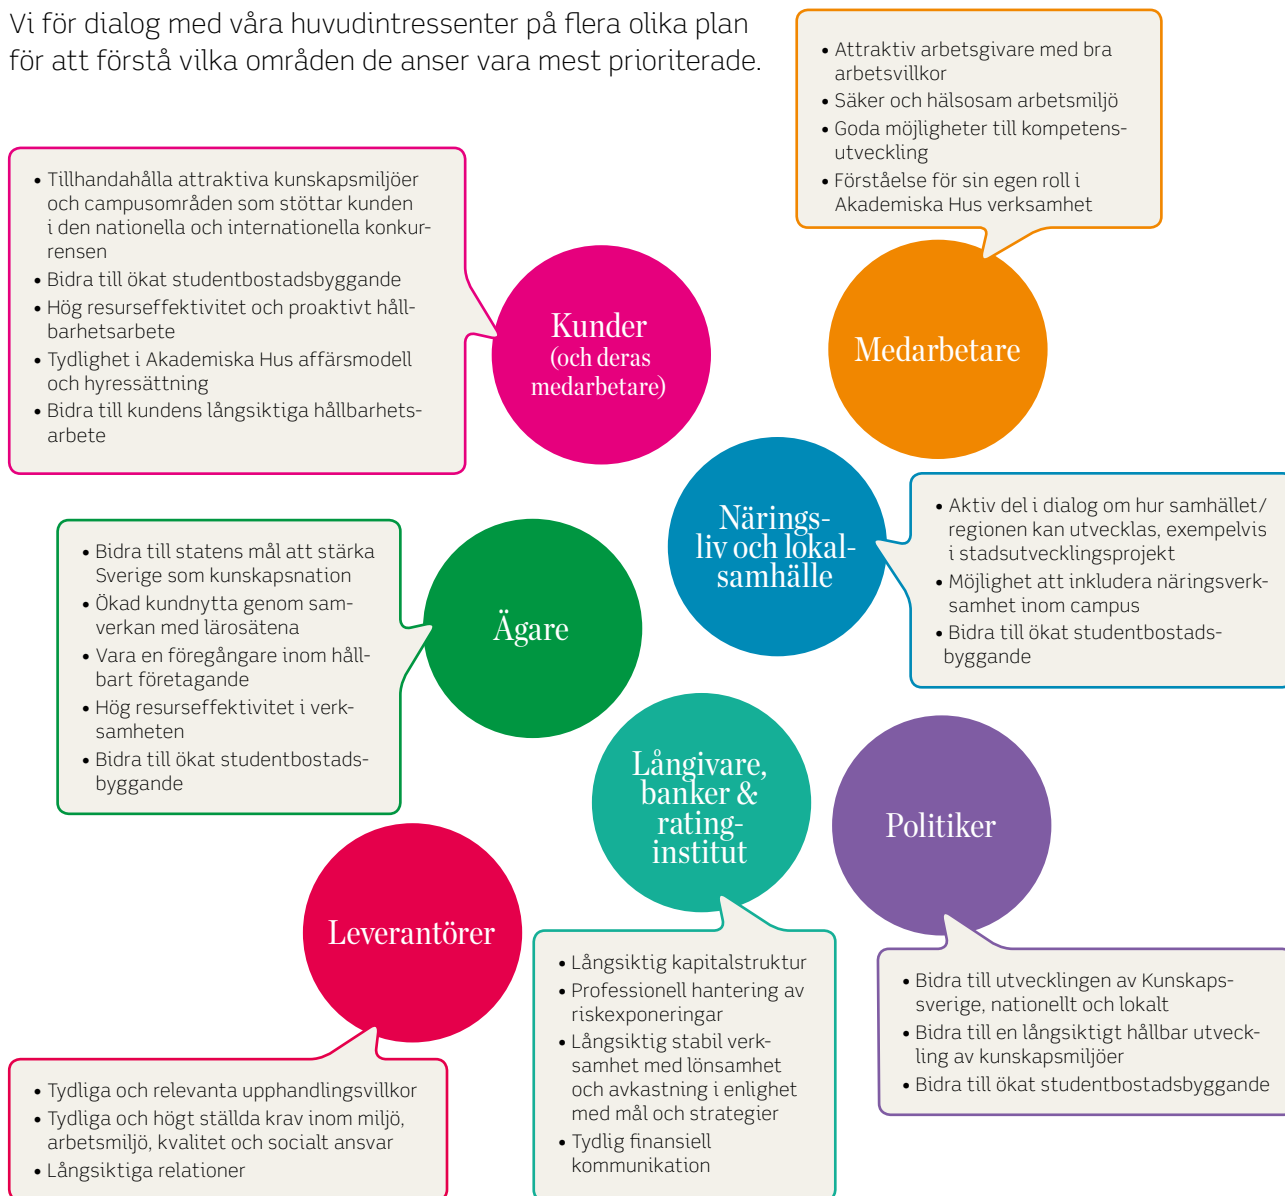 Vi för dialog med våra huvudintressenter på flera olika plan
för att förstå vilka områden de anser vara mest prioriterade.
• Attraktiv arbetsgivare med bra
arbetsvillkor
• Säker och hälsosam arbetsmiljö
• Goda möjligheter till kompetens-
utveckling
• Förståelse för sin egen roll i
Akademiska Hus verksamhet
Medarbetare
• Tillhandahålla attraktiva kunskapsmiljöer
och campusområden som stöttar kunden
i den nationella och internationella konkur-
rensen
• Bidra till ökat studentbostadsbyggande
• Hög resurseffektivitet och proaktivt håll-
barhetsarbete
• Tydlighet i Akademiska Hus affärsmodell
och hyressättning
• Bidra till kundens långsiktiga hållbarhets-
arbete
Kunder
(och deras
medarbetare)
Närings-
liv och lokal-
samhälle
• Aktiv del i dialog om hur samhället/
regionen kan utvecklas, exempelvis
i stadsutvecklingsprojekt
• Möjlighet att inkludera näringsverk-
samhet inom campus
• Bidra till ökat studentbostads-
byggande
• Bidra till statens mål att stärka
Sverige som kunskapsnation
• Ökad kundnytta genom sam-
verkan med lärosätena
• Vara en föregångare inom håll-
bart företagande
• Hög resurseffektivitet i verk-
samheten
• Bidra till ökat studentbostads-
byggande
Ägare
Långivare,
banker &
rating-
institut
• Långsiktig kapitalstruktur
• Professionell hantering av
riskexponeringar
• Långsiktig stabil verk-
samhet med lönsamhet
och avkastning i enlighet
med mål och strategier
• Tydlig finansiell
kommunikation
Politiker
• Bidra till utvecklingen av Kunskaps-
sverige, nationellt och lokalt
• Bidra till en långsiktigt hållbar utveck-
ling av kunskapsmiljöer
• Bidra till ökat studentbostadsbyggande
Leverantörer
• Tydliga och relevanta upphandlingsvillkor
• Tydliga och högt ställda krav inom miljö,
arbetsmiljö, kvalitet och socialt ansvar
• Långsiktiga relationer